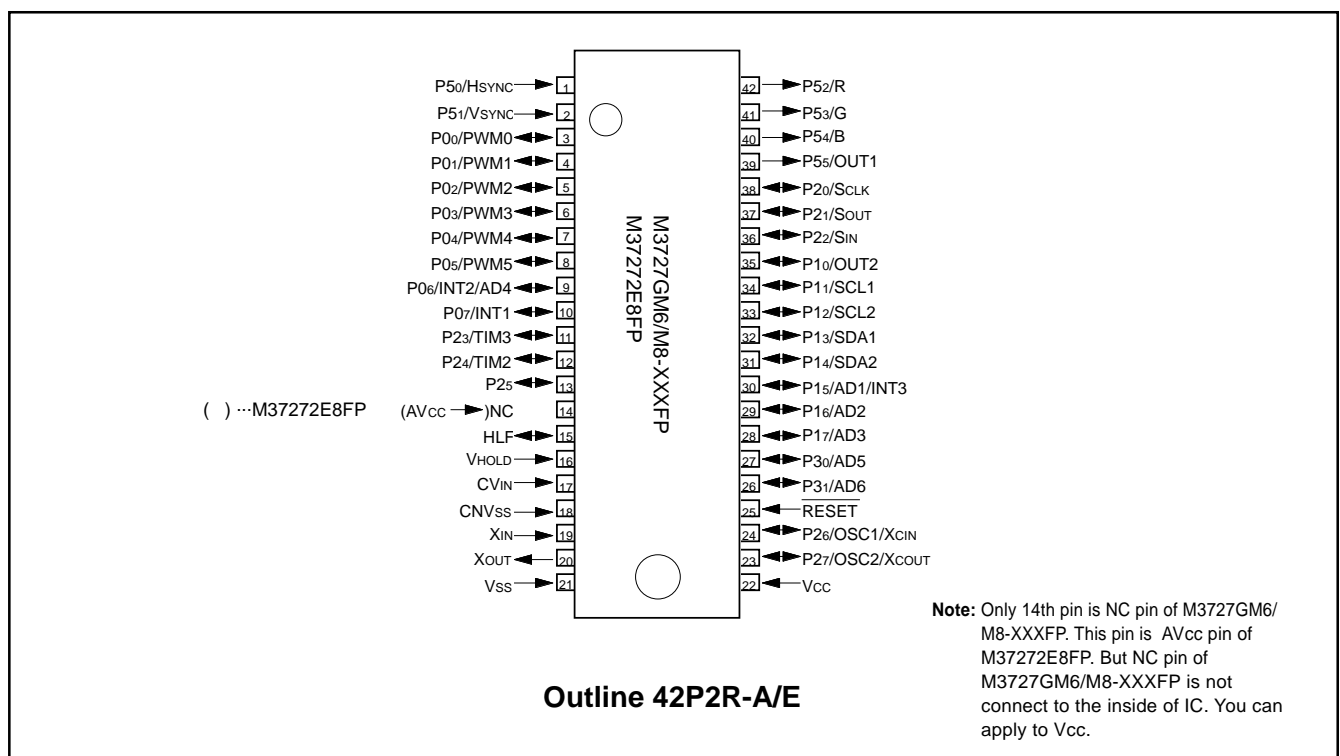 P50/HSYNC 1
P51/VSYNC 2
P00/PWM0 3
P01/PWM1 4
P02/PWM2 5
P03/PWM3 6
P04/PWM4 7
P05/PWM5 8
P06/INT2/AD4 9
P07/INT1 10
P23/TIM3 11
P24/TIM2 12
P25 13
( ) ···M37272E8FP (AVCC )NC 14
HLF 15
VHOLD 16
CVIN 17
CNVSS 18
XIN 19
XOUT 20
VSS 21
M3727GM6/M8-XXXFP
M37272E8FP
42 P52/R
41 P53/G
40 P54/B
39 P55/OUT1
38 P20/SCLK
37 P21/SOUT
36 P22/SIN
35 P10/OUT2
34 P11/SCL1
33 P12/SCL2
32 P13/SDA1
31 P14/SDA2
30 P15/AD1/INT3
29 P16/AD2
28 P17/AD3
27 P30/AD5
26 P31/AD6
25 RESET
24 P26/OSC1/XCIN
23 P27/OSC2/XCOUT
22 VCC
Note: Only 14th pin is NC pin of M3727GM6/
M8-XXXFP. This pin is AVcc pin of
M37272E8FP. But NC pin of
M3727GM6/M8-XXXFP is not
connect to the inside of IC. You can
apply to Vcc.
Outline 42P2R-A/E